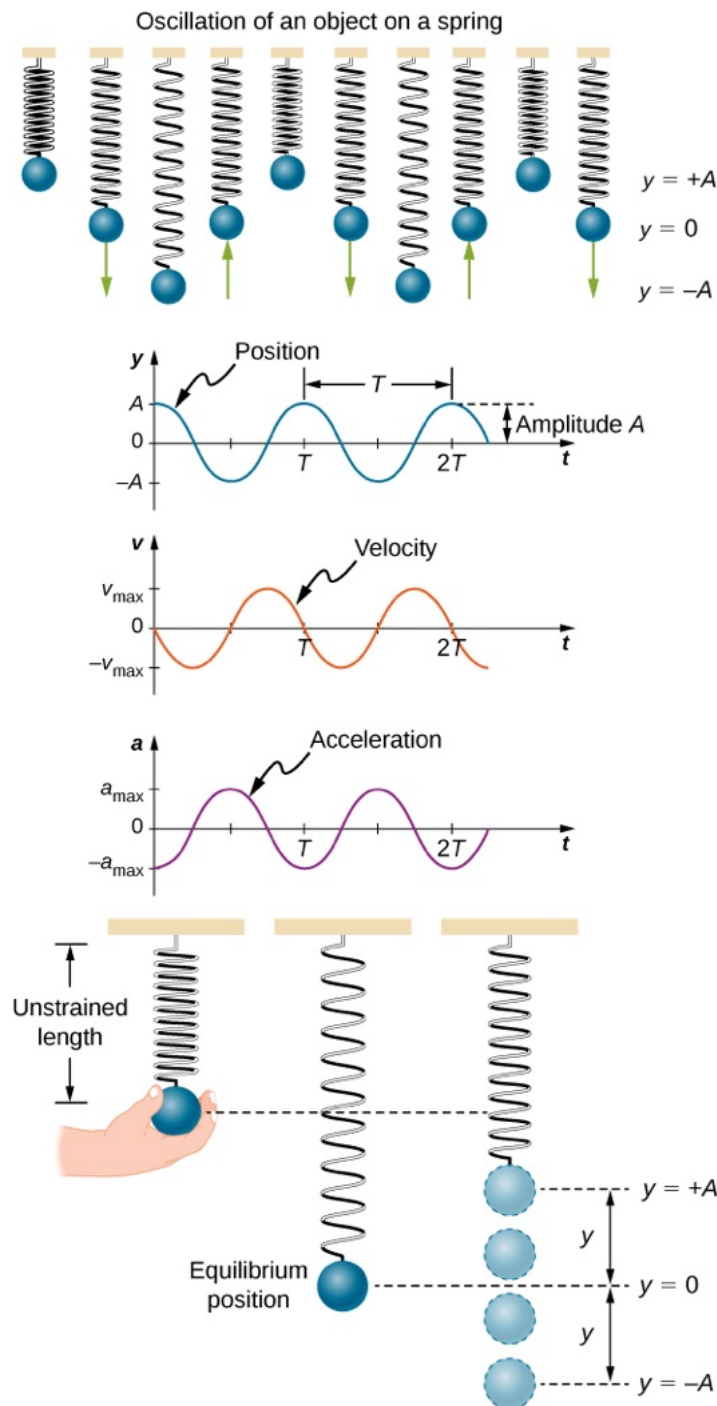 Oscillation of an object on a spring
y = +A
y = 0
y = –A
y
Position
A
T
Amplitude A
0
T
2T
t
–A
v
Velocity
vmax
0
T
2T
t
–vmax
a
Acceleration
amax
0
T
2T
t
–amax
Unstrained
length
y = +A
y
Equilibrium
position
y = 0
y
y = –A